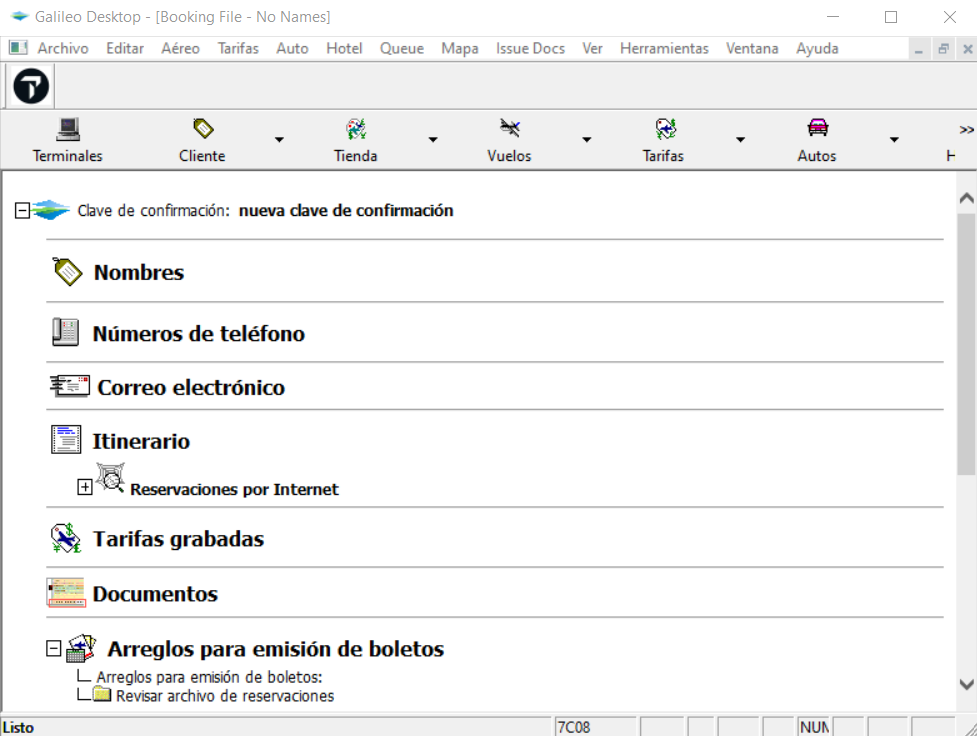 Galileo Desktop - [Booking File - No Names]
Archivo Editar Aéreo Tarifas Auto Hotel Queue Mapa Issue Docs Ver Herramientas Ventana Ayuda
Terminales Cliente Tienda Vuelos Tarifas Autos H
Clave de confirmación: nueva clave de confirmación
Nombres
Números de teléfono
Correo electrónico
Itinerario
Reservaciones por Internet
Tarifas grabadas
Documentos
Arreglos para emisión de boletos
Arreglos para emisión de boletos:
Revisar archivo de reservaciones
Listo 7C08 NUM